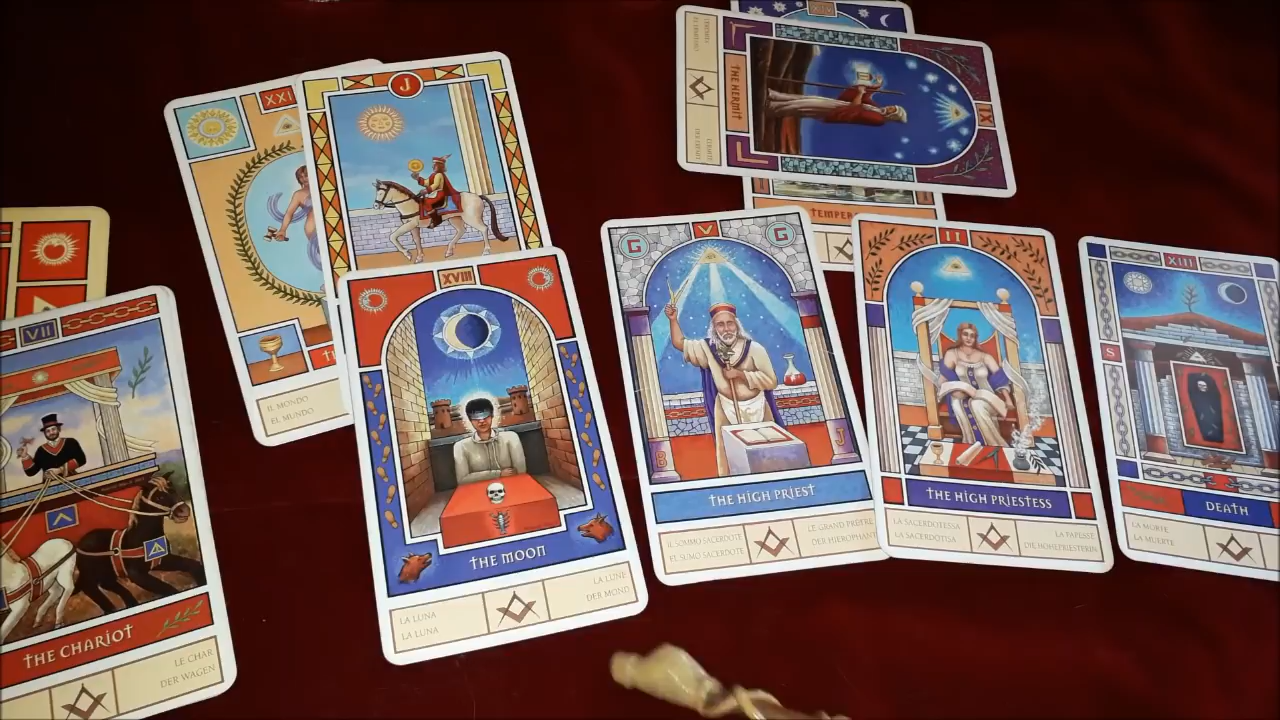 XXI
IL MONDO
EL MUNDO
J
XIV
THE HERMIT
IX
TEMPER
VII
THE CHARIOT
LE CHAR
DER WAGEN
XVIII
THE MOON
LA LUNA
LA LUNA
LA LUNE
DER MOND
G V G
B J
THE HIGH PRIEST
IL SOMMO SACERDOTE
EL SUMO SACERDOTE
LE GRAND PRÊTRE
DER HIEROPHANT
II
THE HIGH PRIESTESS
LA SACERDOTESSA
LA SACERDOTISA
LA PAPESSE
DIE HOHEPRIESTERIN
XIII
S
DEATH
LA MORTE
LA MUERTE